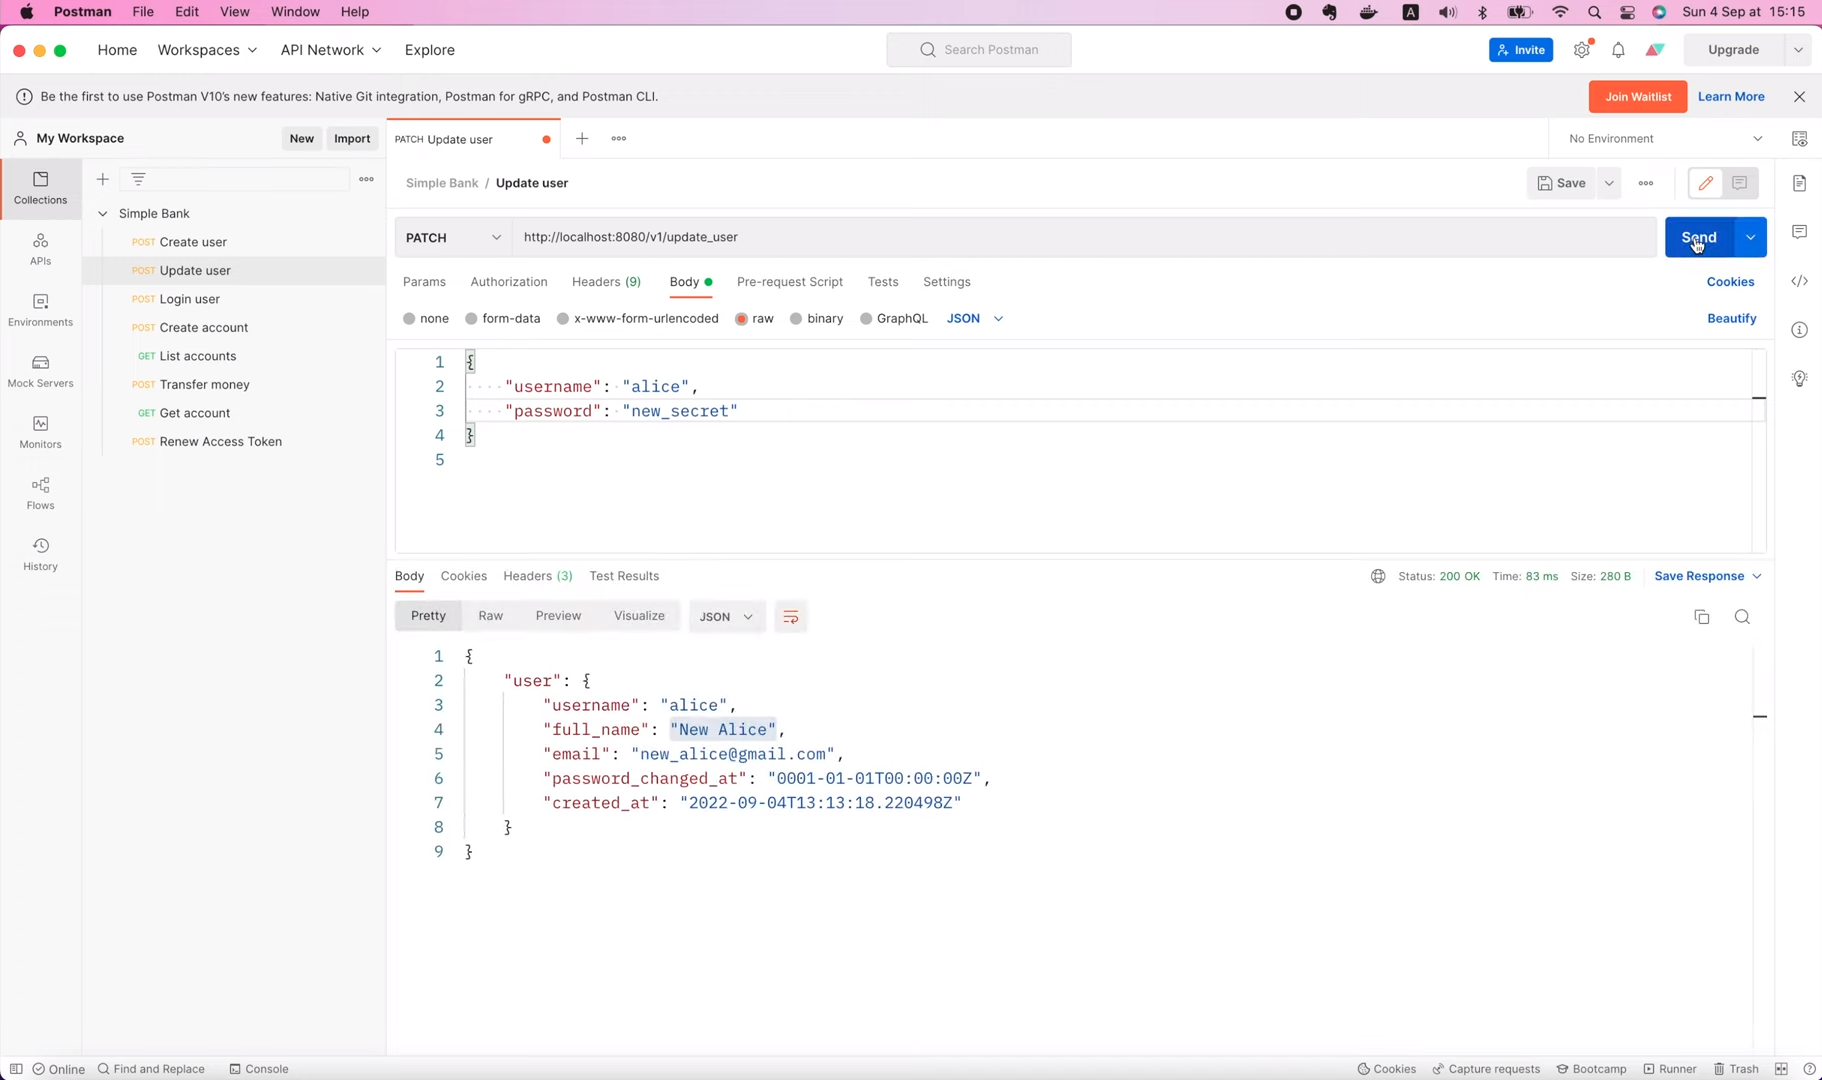 Postman File Edit View Window Help
A
Sun 4 Sep at 15:15
Home Workspaces API Network Explore
Search Postman
Invite
Upgrade
Be the first to use Postman V10's new features: Native Git integration, Postman for gRPC, and Postman CLI.
Join Waitlist Learn More
My Workspace New Import
PATCH Update user
No Environment
Collections
APIs
Environments
Mock Servers
Monitors
Flows
History
Simple Bank
POST Create user
POST Update user
POST Login user
POST Create account
GET List accounts
POST Transfer money
GET Get account
POST Renew Access Token
Simple Bank / Update user
Save
PATCH http://localhost:8080/v1/update_user
Send
Params Authorization Headers (9) Body Pre-request Script Tests Settings
Cookies
none form-data x-www-form-urlencoded raw binary GraphQL JSON
Beautify
1 {
2 "username": "alice",
3 "password": "new_secret"
4 }
5
Body Cookies Headers (3) Test Results
Status: 200 OK Time: 83 ms Size: 280 B Save Response
Pretty Raw Preview Visualize JSON
1 {
2 "user": {
3 "username": "alice",
4 "full_name": "New Alice",
5 "email": "new_alice@gmail.com",
6 "password_changed_at": "0001-01-01T00:00:00Z",
7 "created_at": "2022-09-04T13:13:18.220498Z"
8 }
9 }
Online Find and Replace Console
Cookies Capture requests Bootcamp Runner Trash